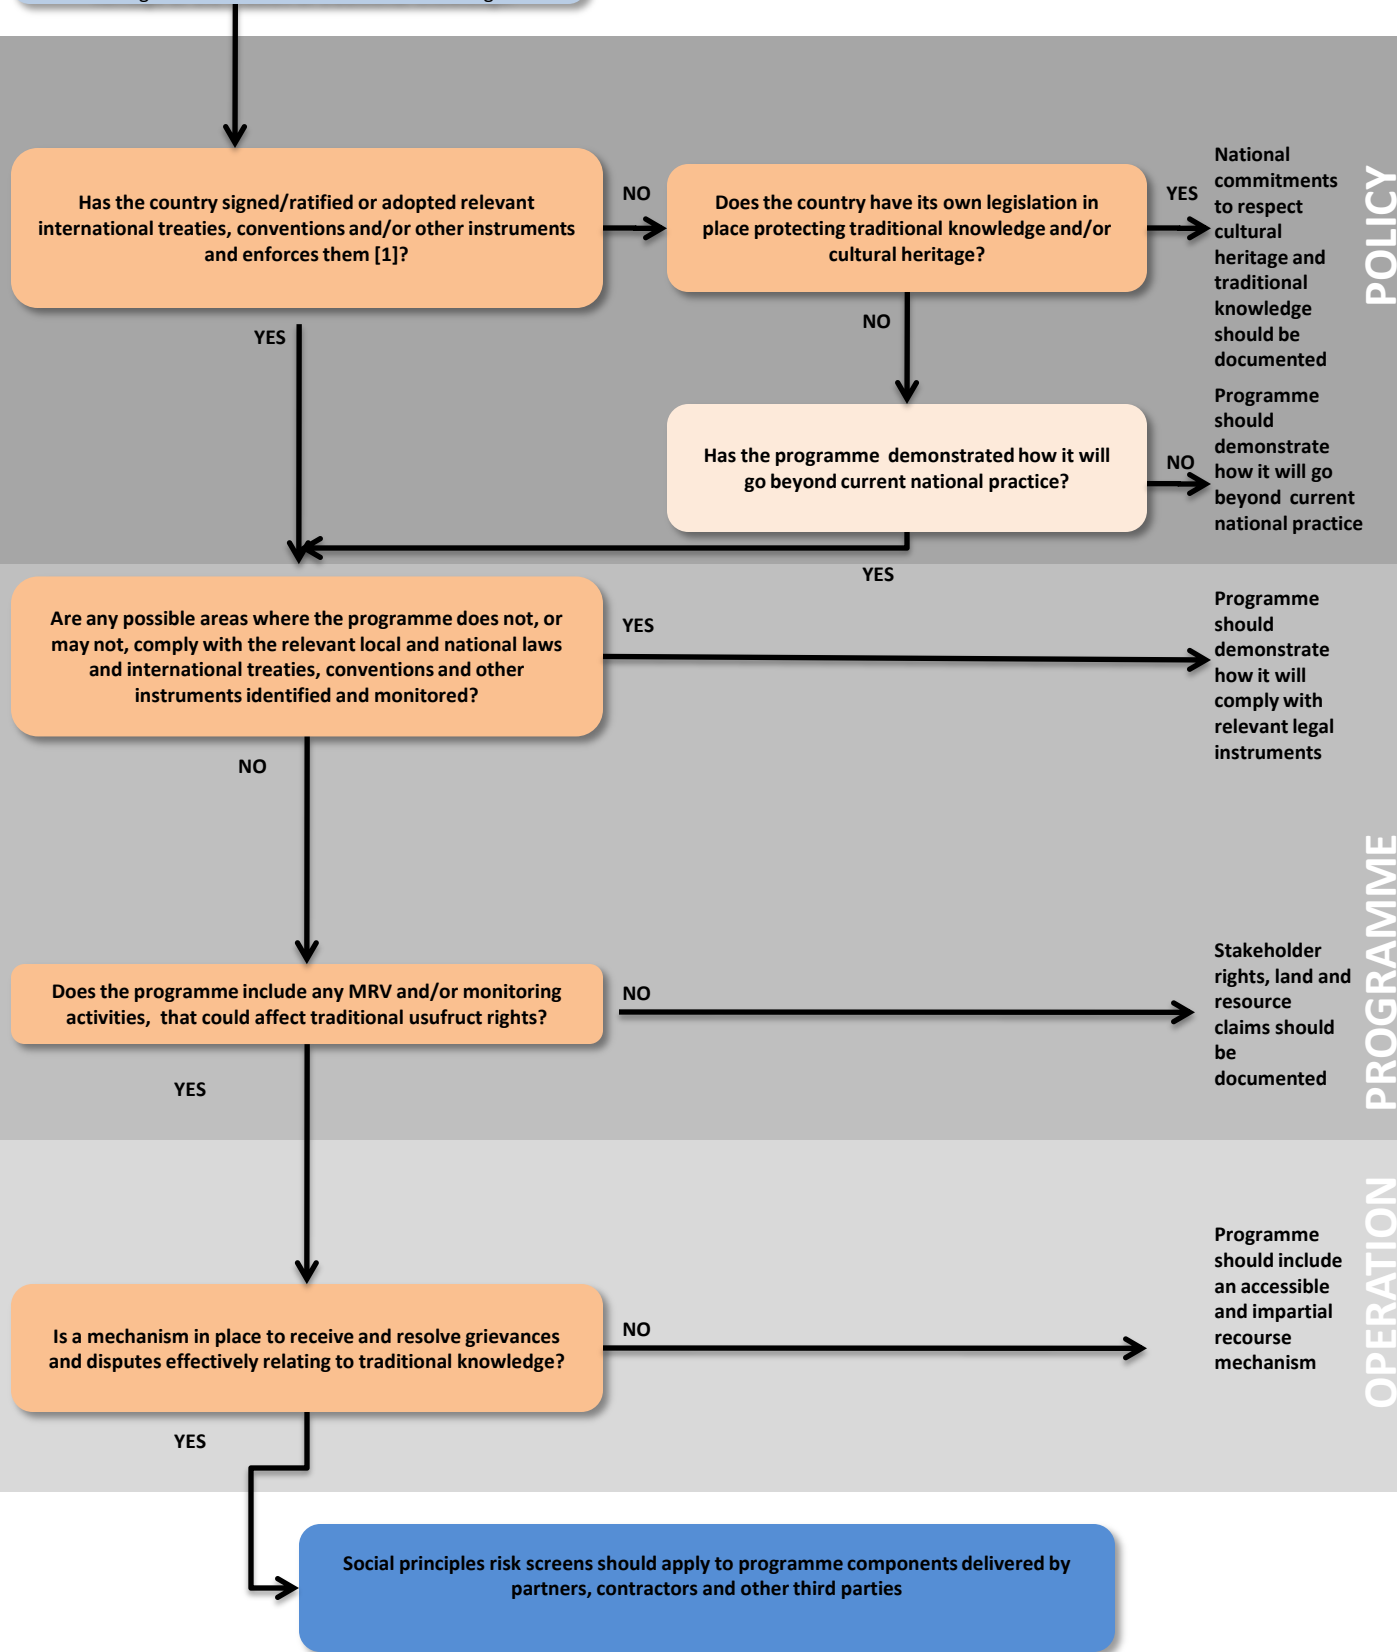 Has the country signed/ratified or adopted relevant
international treaties, conventions and/or other instruments
and enforces them [1]?
NO
Does the country have its own legislation in
place protecting traditional knowledge and/or
cultural heritage?
YES
National
commitments
to respect
cultural
heritage and
traditional
knowledge
should be
documented
POLICY
YES
NO
Has the programme demonstrated how it will
go beyond current national practice?
NO
Programme
should
demonstrate
how it will go
beyond current
national practice
YES
Are any possible areas where the programme does not, or
may not, comply with the relevant local and national laws
and international treaties, conventions and other
instruments identified and monitored?
YES
Programme
should
demonstrate
how it will
comply with
relevant legal
instruments
NO
PROGRAMME
Does the programme include any MRV and/or monitoring
activities, that could affect traditional usufruct rights?
NO
Stakeholder
rights, land and
resource
claims should
be
documented
YES
Is a mechanism in place to receive and resolve grievances
and disputes effectively relating to traditional knowledge?
NO
Programme
should include
an accessible
and impartial
recourse
mechanism
OPERATION
YES
Social principles risk screens should apply to programme components delivered by
partners, contractors and other third parties